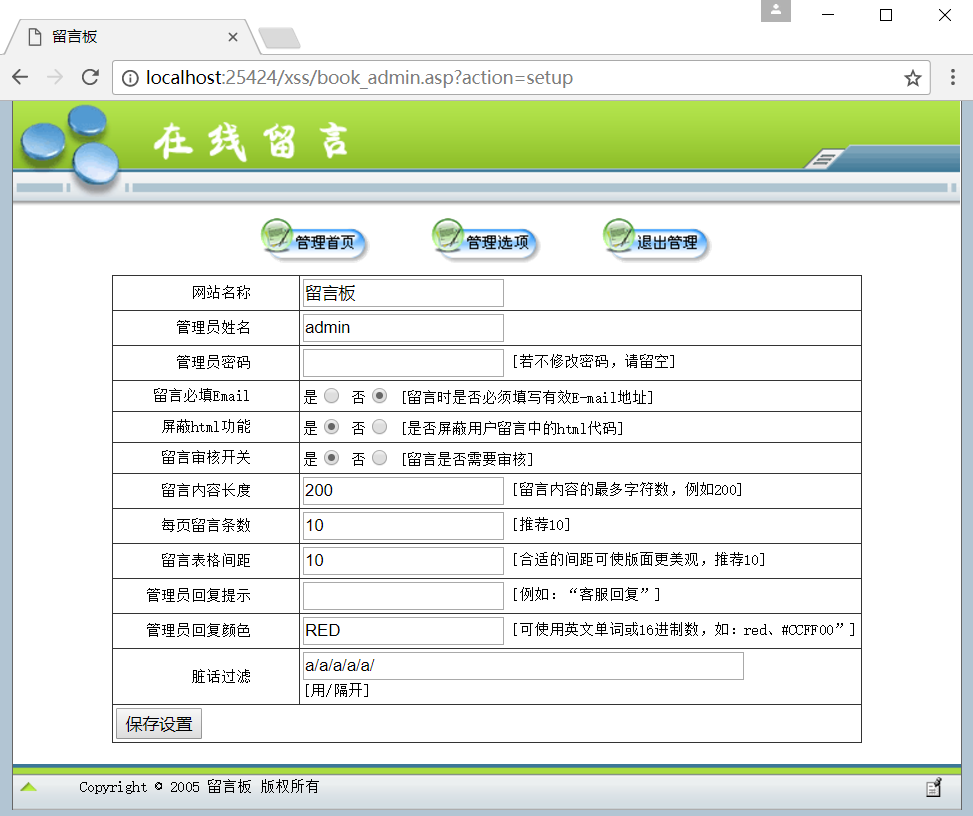 留言板
localhost:25424/xss/book_admin.asp?action=setup
在线留言
管理首页 管理选项 退出管理
网站名称 留言板
管理员姓名 admin
管理员密码 [若不修改密码，请留空]
留言必填Email 是 否 [留言时是否必须填写有效E-mail地址]
屏蔽html功能 是 否 [是否屏蔽用户留言中的html代码]
留言审核开关 是 否 [留言是否需要审核]
留言内容长度 200 [留言内容的最多字符数，例如200]
每页留言条数 10 [推荐10]
留言表格间距 10 [合适的间距可使版面更美观，推荐10]
管理员回复提示 [例如：“客服回复”]
管理员回复颜色 RED [可使用英文单词或16进制数，如：red、#CCFF00”]
脏话过滤 a/a/a/a/a/
[用/隔开]
保存设置
Copyright © 2005 留言板 版权所有